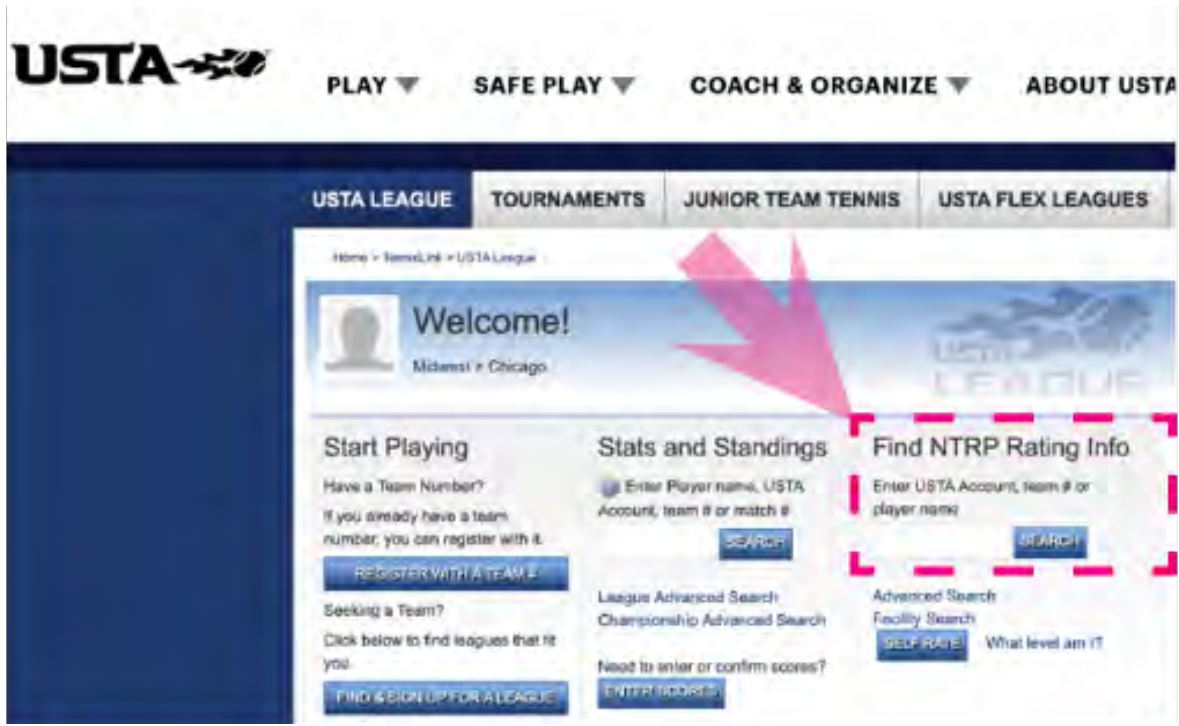 USTA
PLAY SAFE PLAY COACH & ORGANIZE ABOUT USTA
USTA LEAGUE TOURNAMENTS JUNIOR TEAM TENNIS USTA FLEX LEAGUES
Home > TennisLink > USTA League
Welcome!
Midwest > Chicago
USTA
LEAGUE
Start Playing
Have a Team Number?
If you already have a team
number, you can register with it.
REGISTER WITH A TEAM #
Seeking a Team?
Click below to find leagues that fit
you.
FIND & SIGN UP FOR A LEAGUE
Stats and Standings
Enter Player name, USTA
Account, team # or match #
SEARCH
League Advanced Search
Championship Advanced Search
Need to enter or confirm scores?
ENTER SCORES
Find NTRP Rating Info
Enter USTA Account, team # or
player name
SEARCH
Advanced Search
Facility Search
SELF RATE What level am I?